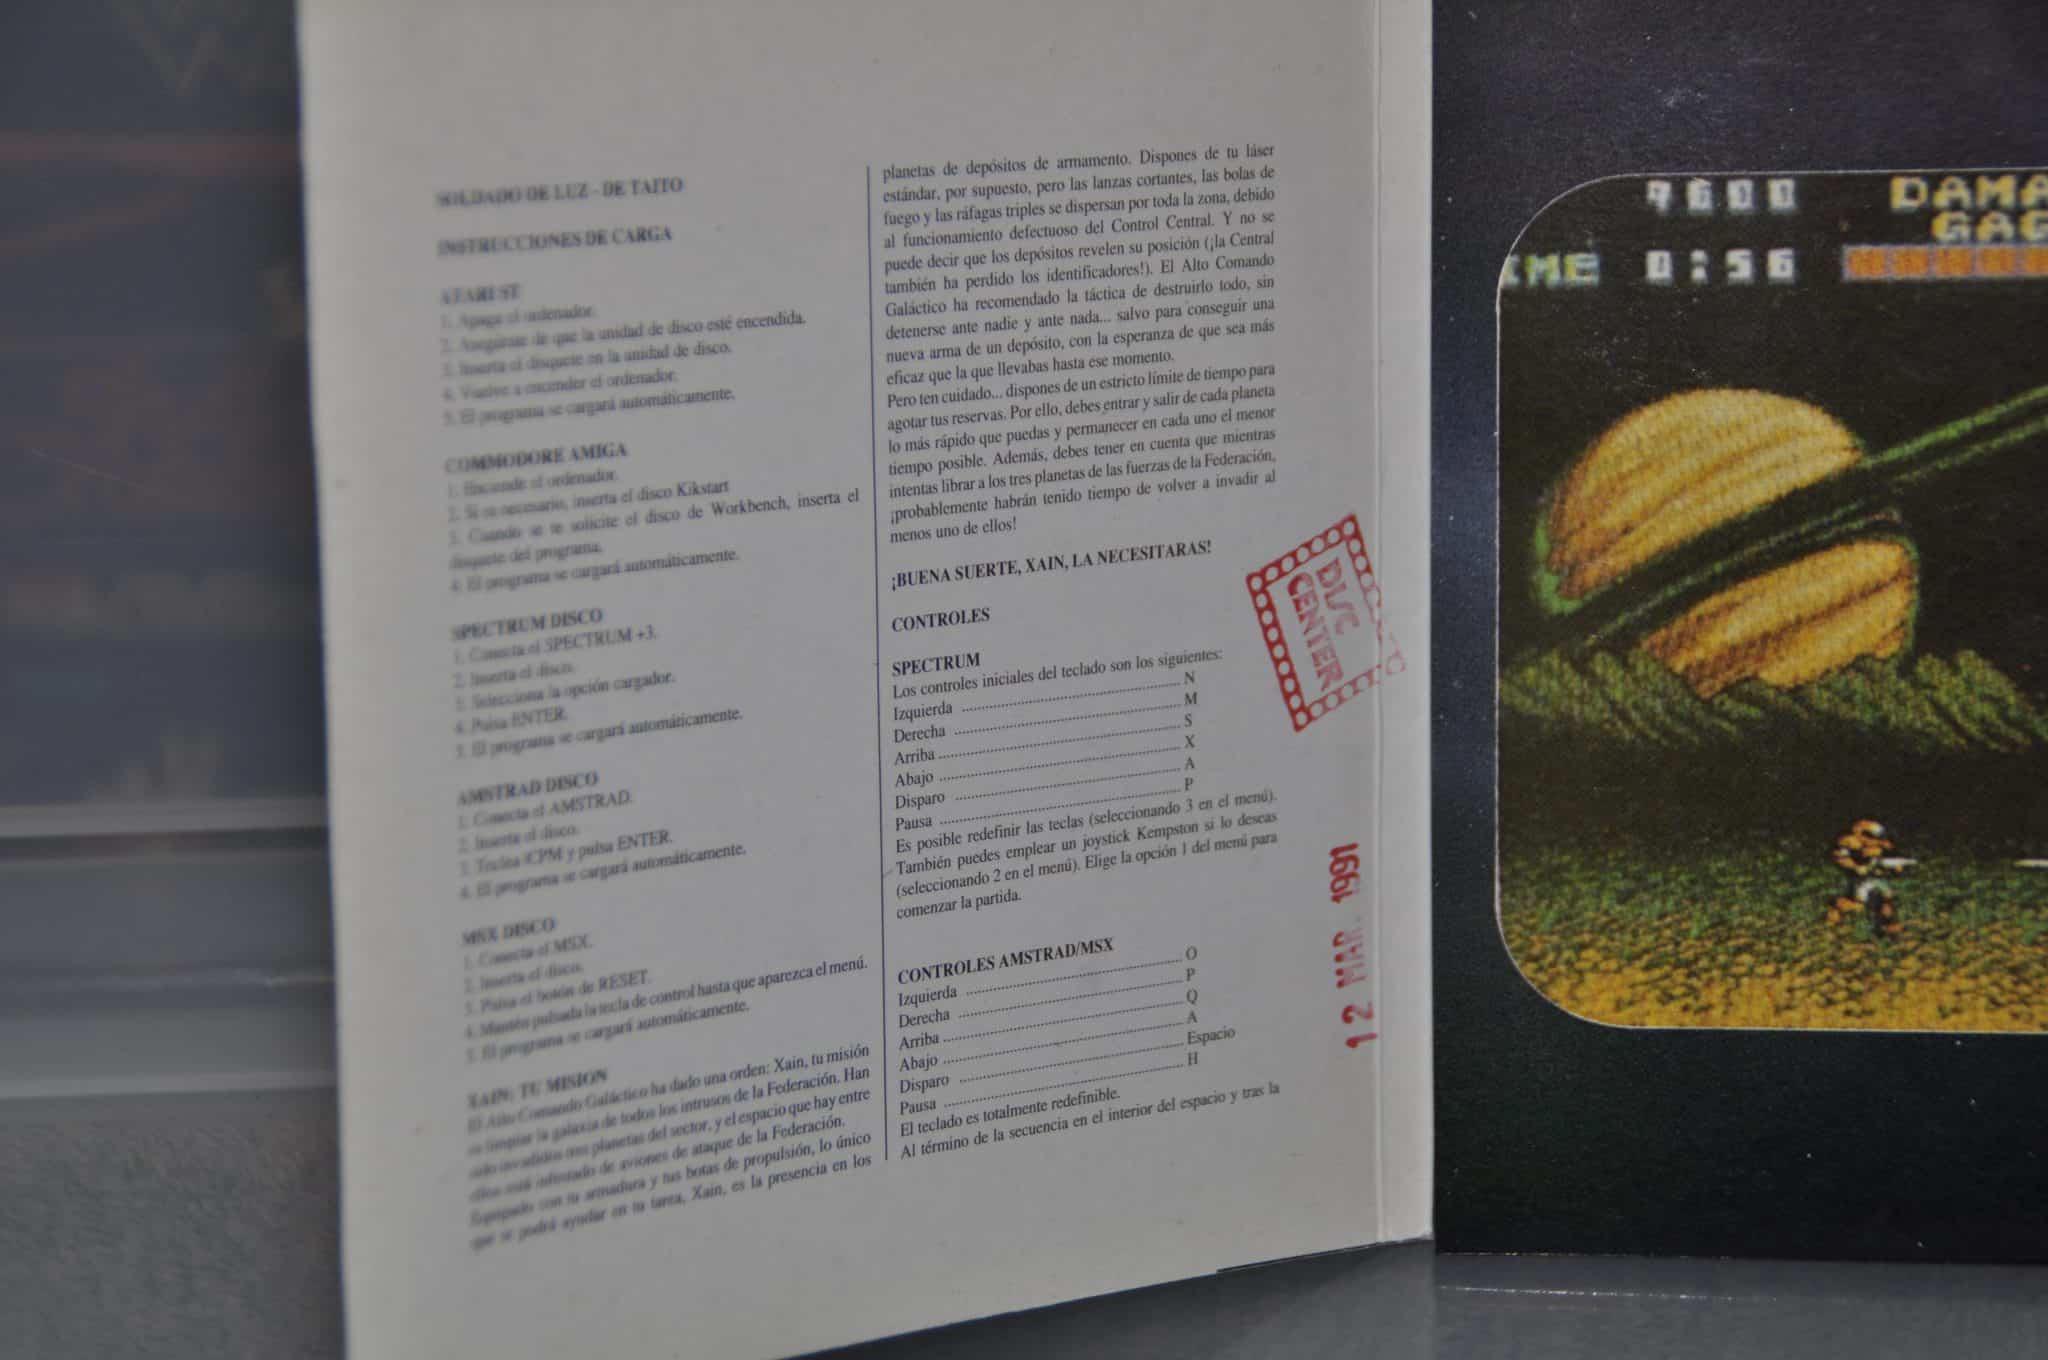 SOLDADO DE LUZ - DE TAITO
INSTRUCCIONES DE CARGA
ATARI ST
1. Apaga el ordenador.
2. Asegúrate de que la unidad de disco esté encendida.
3. Inserta el disquete en la unidad de disco.
4. Vuelve a encender el ordenador.
5. El programa se cargará automáticamente.
COMMODORE AMIGA
1. Enciende el ordenador.
2. Si es necesario, inserta el disco Kikstart
3. Cuando se te solicite el disco de Workbench, inserta el
disquete del programa.
4. El programa se cargará automáticamente.
SPECTRUM DISCO
1. Conecta el SPECTRUM +3.
2. Inserta el disco.
3. Selecciona la opción cargador.
4. Pulsa ENTER.
5. El programa se cargará automáticamente.
AMSTRAD DISCO
1. Conecta el AMSTRAD.
2. Inserta el disco.
3. Teclea |CPM y pulsa ENTER.
4. El programa se cargará automáticamente.
MSX DISCO
1. Conecta el MSX.
2. Inserta el disco.
3. Pulsa el botón de RESET.
4. Mantén pulsada la tecla de control hasta que aparezca el menú.
5. El programa se cargará automáticamente.
XAIN: TU MISION
El Alto Comando Galáctico ha dado una orden: Xain, tu misión
es limpiar la galaxia de todos los intrusos de la Federación. Han
sido invadidos tres planetas del sector, y el espacio que hay entre
ellos está infestado de aviones de ataque de la Federación.
Equipado con tu armadura y tus botas de propulsión, lo único
que te podrá ayudar en tu tarea, Xain, es la presencia en los
planetas de depósitos de armamento. Dispones de tu láser
estándar, por supuesto, pero las lanzas cortantes, las bolas de
fuego y las ráfagas triples se dispersan por toda la zona, debido
al funcionamiento defectuoso del Control Central. Y no se
puede decir que los depósitos revelen su posición (¡la Central
también ha perdido los identificadores!). El Alto Comando
Galáctico ha recomendado la táctica de destruirlo todo, sin
detenerse ante nadie y ante nada... salvo para conseguir una
nueva arma de un depósito, con la esperanza de que sea más
eficaz que la que llevabas hasta ese momento.
Pero ten cuidado... dispones de un estricto límite de tiempo para
agotar tus reservas. Por ello, debes entrar y salir de cada planeta
lo más rápido que puedas y permanecer en cada uno el menor
tiempo posible. Además, debes tener en cuenta que mientras
intentas librar a los tres planetas de las fuerzas de la Federación,
¡probablemente habrán tenido tiempo de volver a invadir al
menos uno de ellos!
¡BUENA SUERTE, XAIN, LA NECESITARAS!
CONTROLES
SPECTRUM
Los controles iniciales del teclado son los siguientes:
Izquierda .......... N
Derecha .......... M
Arriba .......... S
Abajo .......... X
Disparo .......... A
Pausa .......... P
Es posible redefinir las teclas (seleccionando 3 en el menú).
También puedes emplear un joystick Kempston si lo deseas
(seleccionando 2 en el menú). Elige la opción 1 del menú para
comenzar la partida.
CONTROLES AMSTRAD/MSX
Izquierda .......... O
Derecha .......... P
Arriba .......... Q
Abajo .......... A
Disparo .......... Espacio
Pausa .......... H
El teclado es totalmente redefinible.
Al término de la secuencia en el interior del espacio y tras la
DISC
CENTER
12 MAR. 1991
9600 DAMA
GAG
IME 0:56